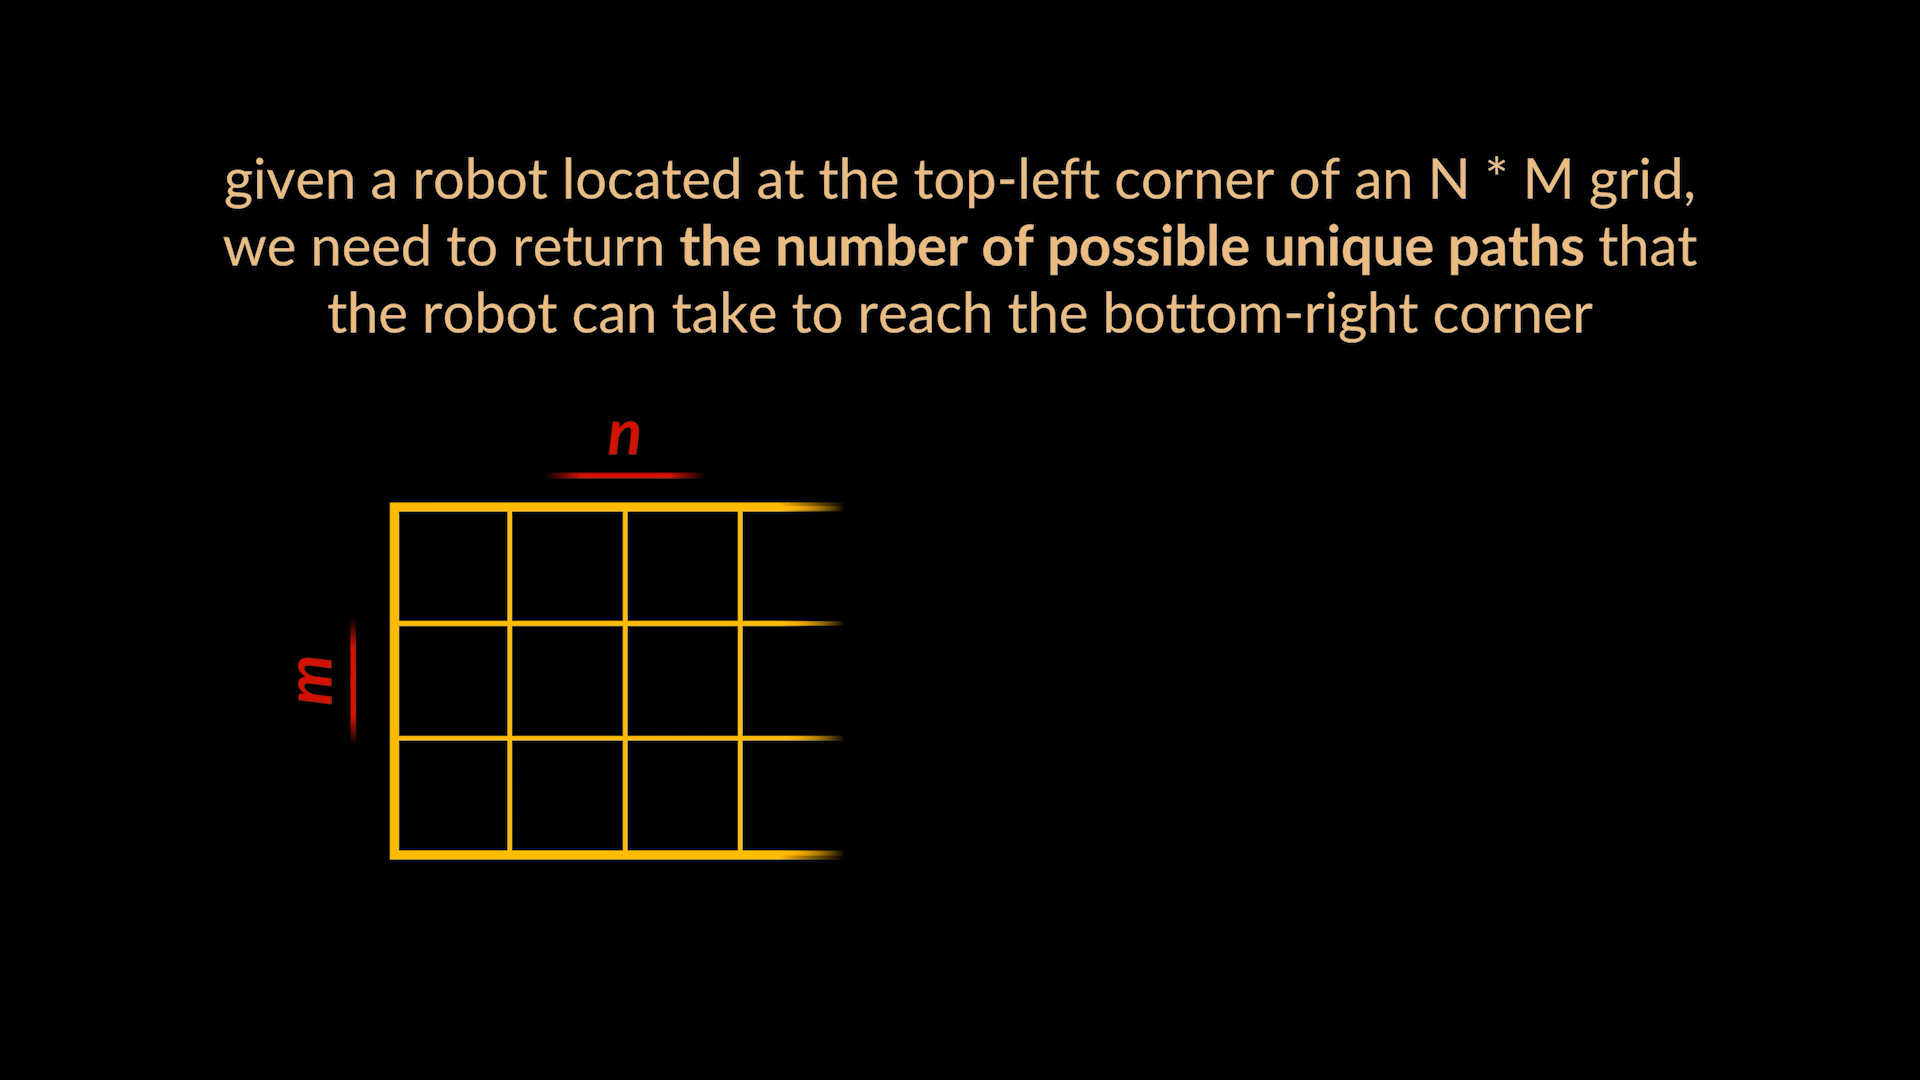 given a robot located at the top-left corner of an N * M grid,
we need to return the number of possible unique paths that
the robot can take to reach the bottom-right corner
n
m